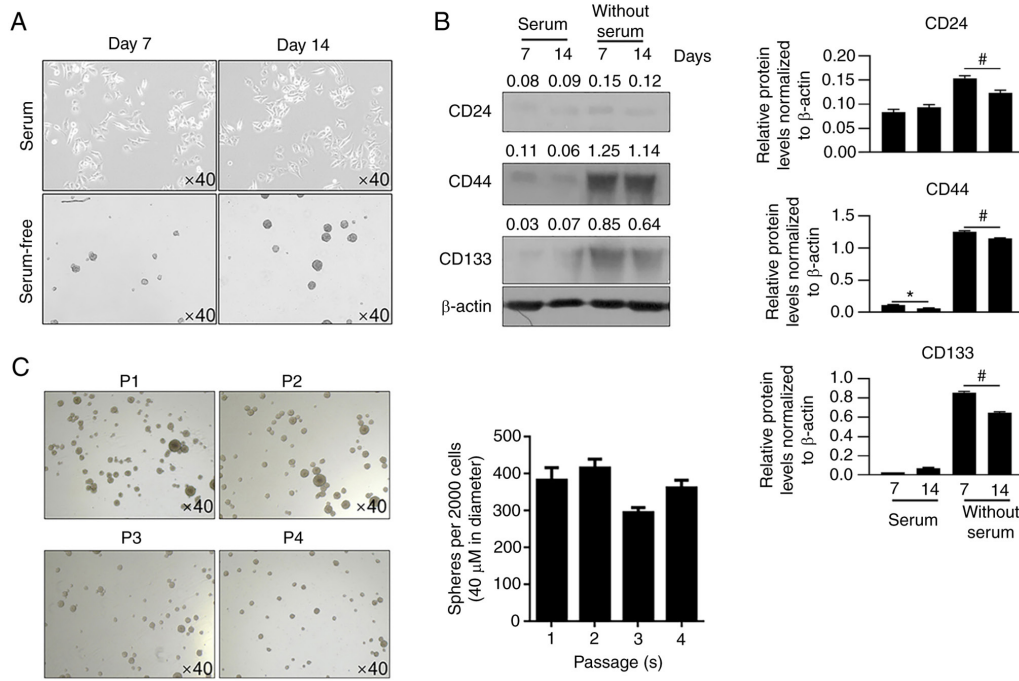 A
Day 7
Day 14
Serum
×40
×40
Serum-free
×40
×40
B
Serum
Without
serum
7 14 7 14 Days
0.08 0.09 0.15 0.12
CD24
0.11 0.06 1.25 1.14
CD44
0.03 0.07 0.85 0.64
CD133
β-actin
CD24
Relative protein
levels normalized
to β-actin
0.20
0.15
0.10
0.05
0.00
#
CD44
Relative protein
levels normalized
to β-actin
1.5
1.0
0.5
0.0
*
#
CD133
Relative protein
levels normalized
to β-actin
1.0
0.8
0.6
0.4
0.2
0.0
#
7 14 7 14
Serum
Without
serum
C
P1
P2
×40
×40
P3
P4
×40
×40
Spheres per 2000 cells
(40 μM in diameter)
500
400
300
200
100
0
1 2 3 4
Passage (s)